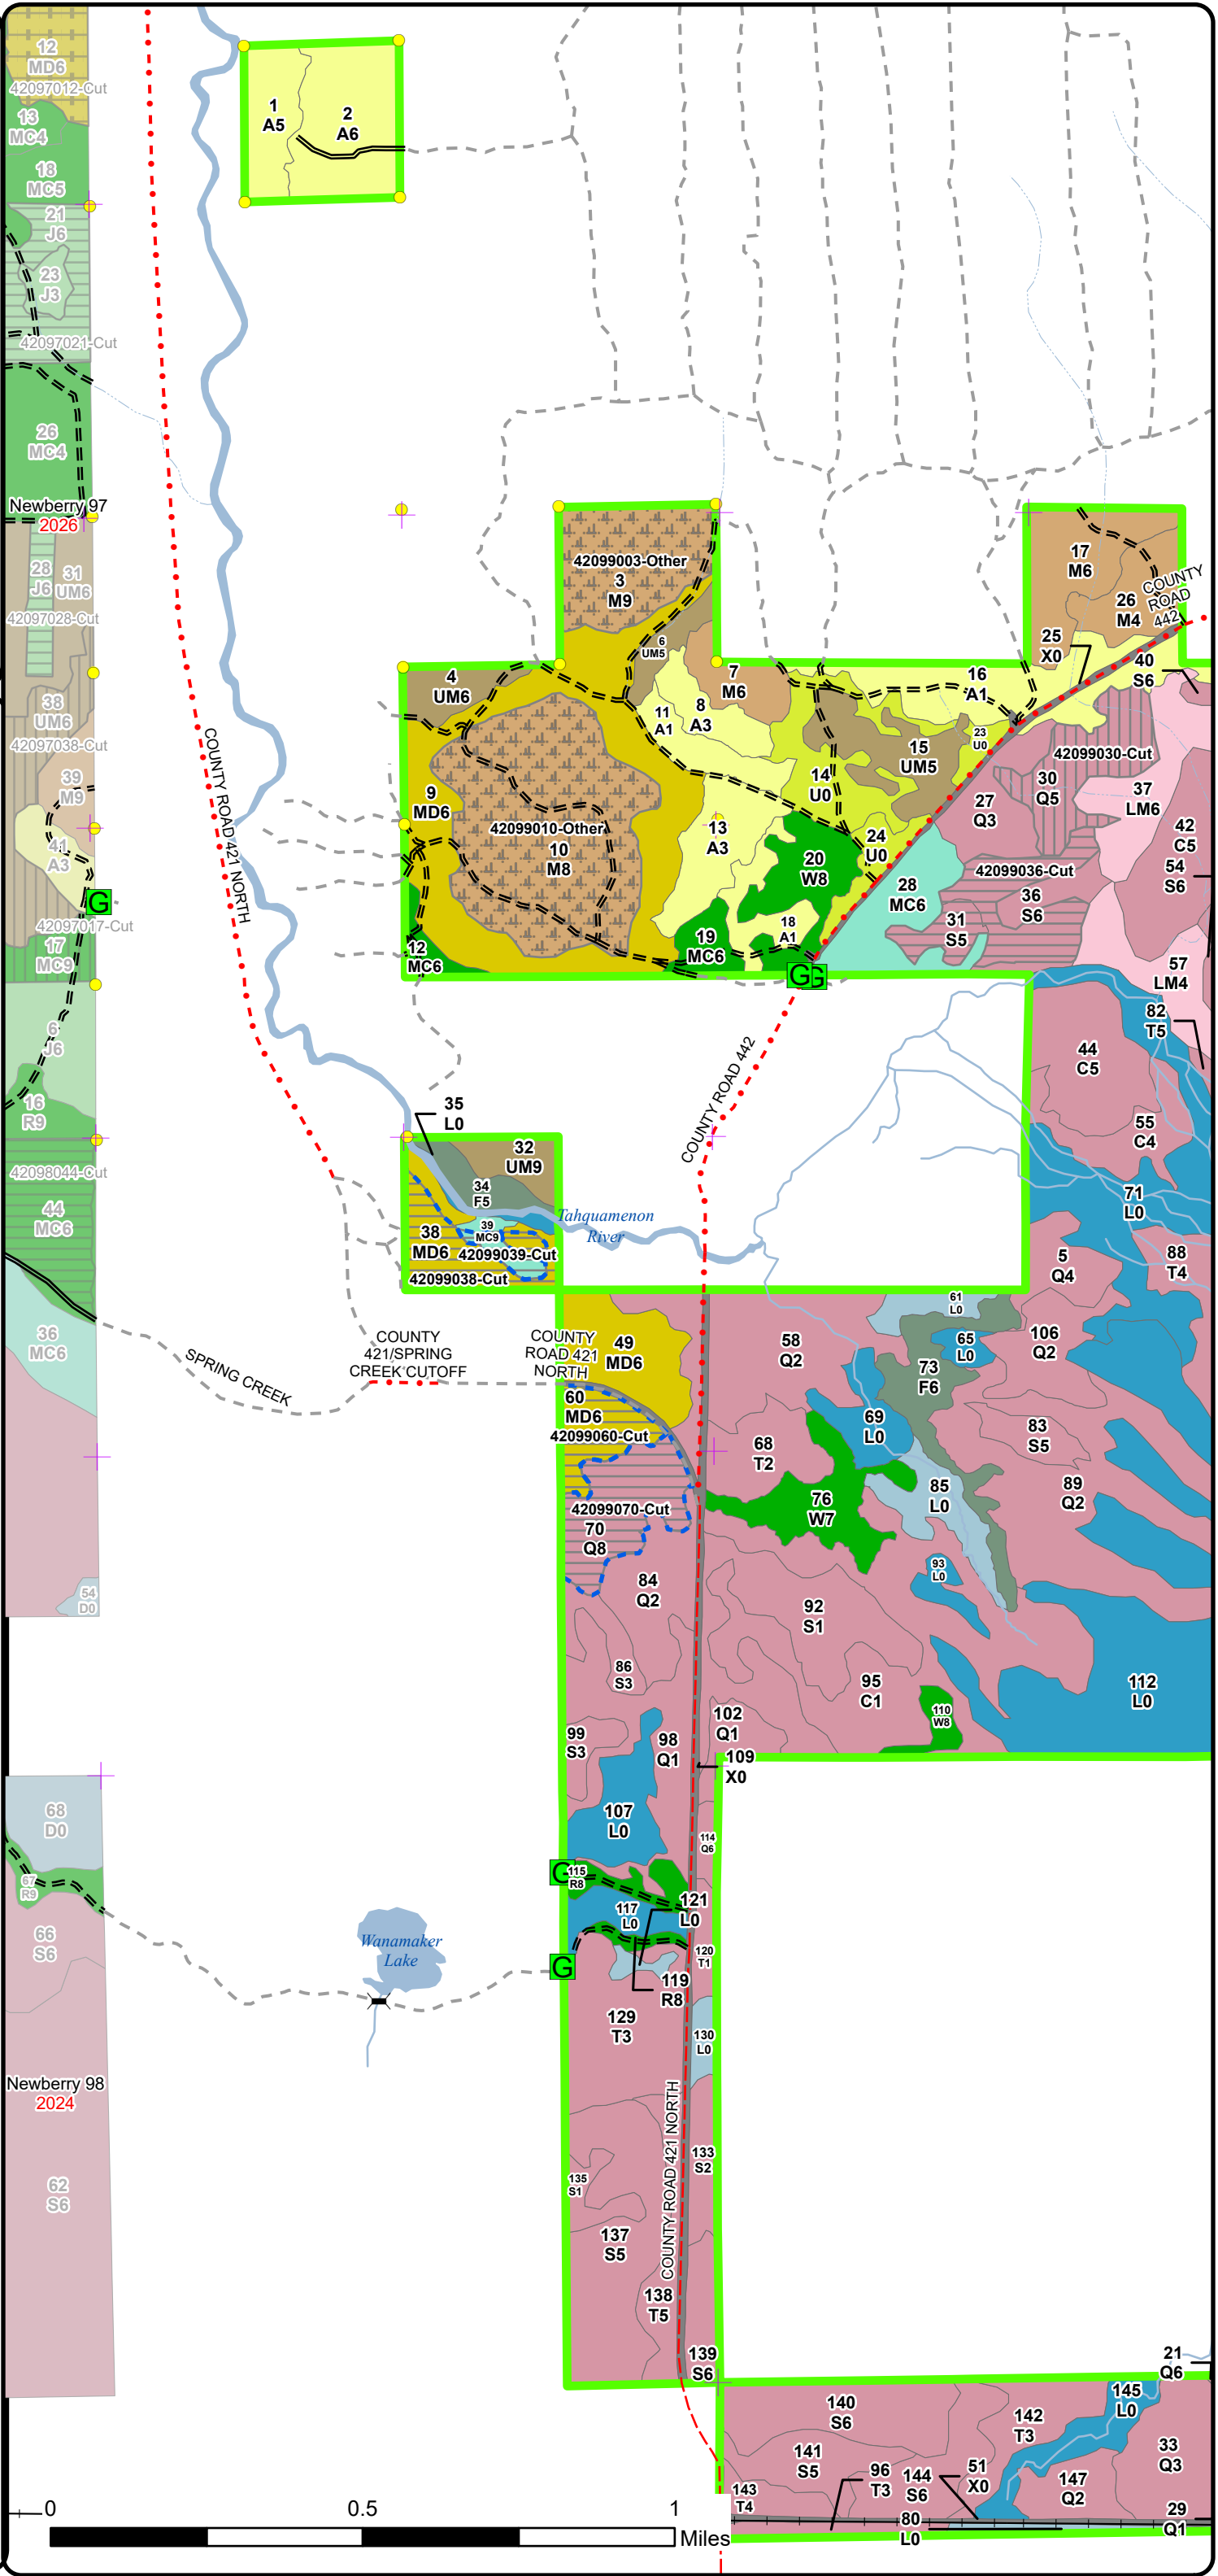 12
MD6
42097012-Cut
13
MC4
18
MC5
21
J6
23
J3
42097021-Cut
26
MC4
Newberry 97
2026
28
J6
31
UM6
42097028-Cut
38
UM6
42097038-Cut
39
M9
41
A3
G
42097017-Cut
17
MC9
6
J6
16
R9
42098044-Cut
44
MC6
36
MC6
54
D0
68
D0
67
R9
66
S6
Newberry 98
2024
62
S6
1
A5
2
A6
COUNTY ROAD 421 NORTH
42099003-Other
3
M9
6
UM5
4
UM6
7
M6
8
A3
11
A1
9
MD6
42099010-Other
10
M8
12
MC6
13
A3
14
U0
15
UM5
16
A1
23
U0
24
U0
20
W8
18
A1
19
MC6
G
G
17
M6
26
M4
COUNTY
ROAD
442
25
X0
40
S6
42099030-Cut
30
Q5
27
Q3
37
LM6
42
C5
54
S6
42099036-Cut
36
S6
28
MC6
31
S5
57
LM4
82
T5
44
C5
55
C4
71
L0
88
T4
5
Q4
COUNTY ROAD 442
35
L0
32
UM9
34
F5
39
MC9
38
MD6
42099039-Cut
42099038-Cut
Tahquamenon
River
SPRING CREEK
COUNTY
421/SPRING
CREEK CUTOFF
COUNTY
ROAD 421
NORTH
49
MD6
60
MD6
42099060-Cut
42099070-Cut
70
Q8
84
Q2
86
S3
99
S3
98
Q1
107
L0
58
Q2
61
L0
65
L0
106
Q2
73
F6
69
L0
68
T2
76
W7
83
S5
85
L0
89
Q2
93
L0
92
S1
95
C1
110
W8
112
L0
102
Q1
109
X0
114
Q6
G
115
R8
117
L0
121
L0
120
T1
G
119
R8
Wanamaker
Lake
129
T3
130
L0
COUNTY ROAD 421 NORTH
133
S2
135
S1
137
S5
138
T5
139
S6
21
Q6
140
S6
142
T3
145
L0
33
Q3
141
S5
96
T3
144
S6
51
X0
147
Q2
143
T4
80
L0
29
Q1
0
0.5
1
Miles